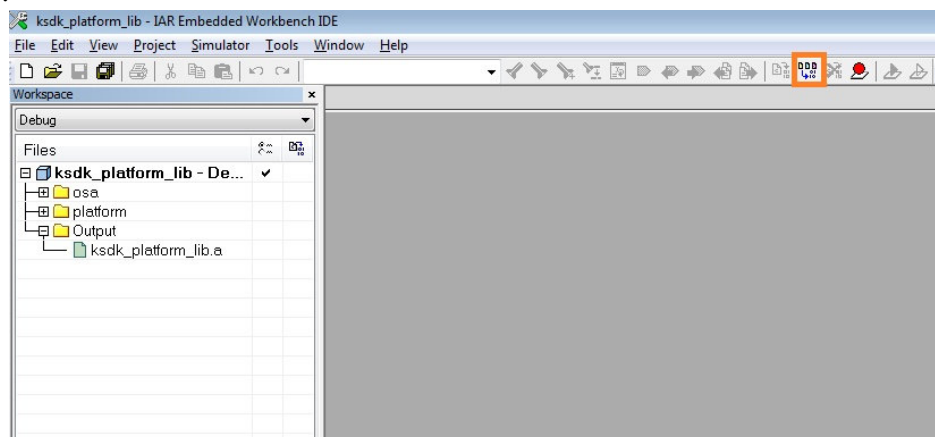 ksdk_platform_lib - IAR Embedded Workbench IDE
File Edit View Project Simulator Tools Window Help
Workspace x
Debug
Files
ksdk_platform_lib - De...
osa
platform
Output
ksdk_platform_lib.a